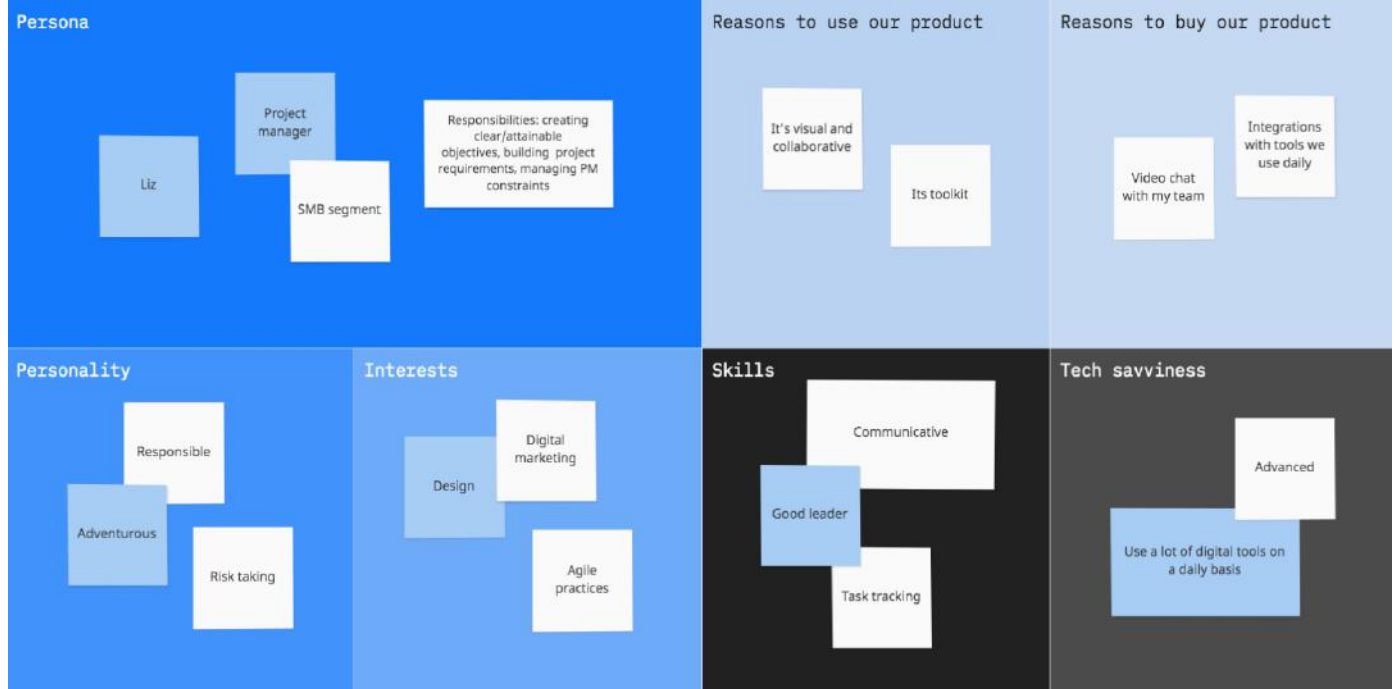 Persona
Liz
Project
manager
SMB segment
Responsibilities: creating
clear/attainable
objectives, building project
requirements, managing PM
constraints
Reasons to use our product
It's visual and
collaborative
Its toolkit
Reasons to buy our product
Video chat
with my team
Integrations
with tools we
use daily
Personality
Responsible
Adventurous
Risk taking
Interests
Design
Digital
marketing
Agile
practices
Skills
Communicative
Good leader
Task tracking
Tech savviness
Advanced
Use a lot of digital tools on
a daily basis